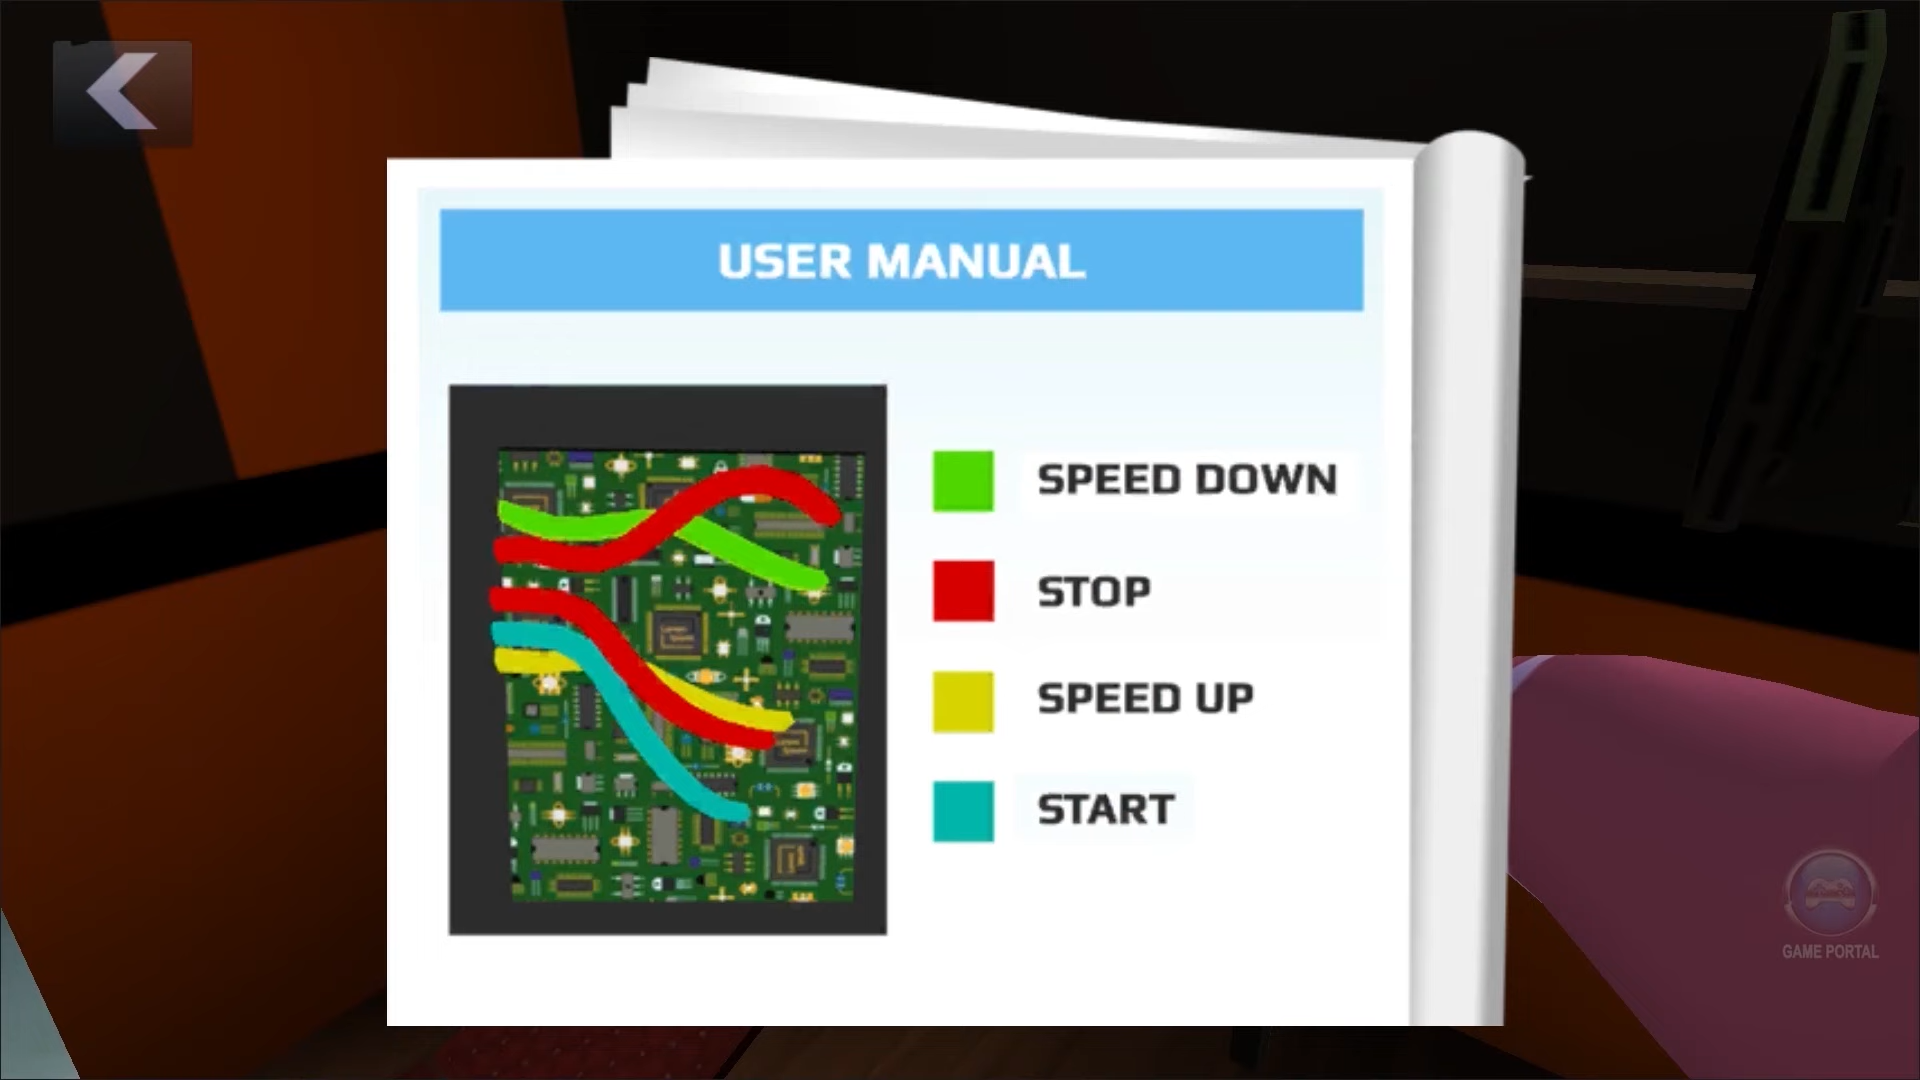 USER MANUAL
SPEED DOWN
STOP
SPEED UP
START
GAME PORTAL